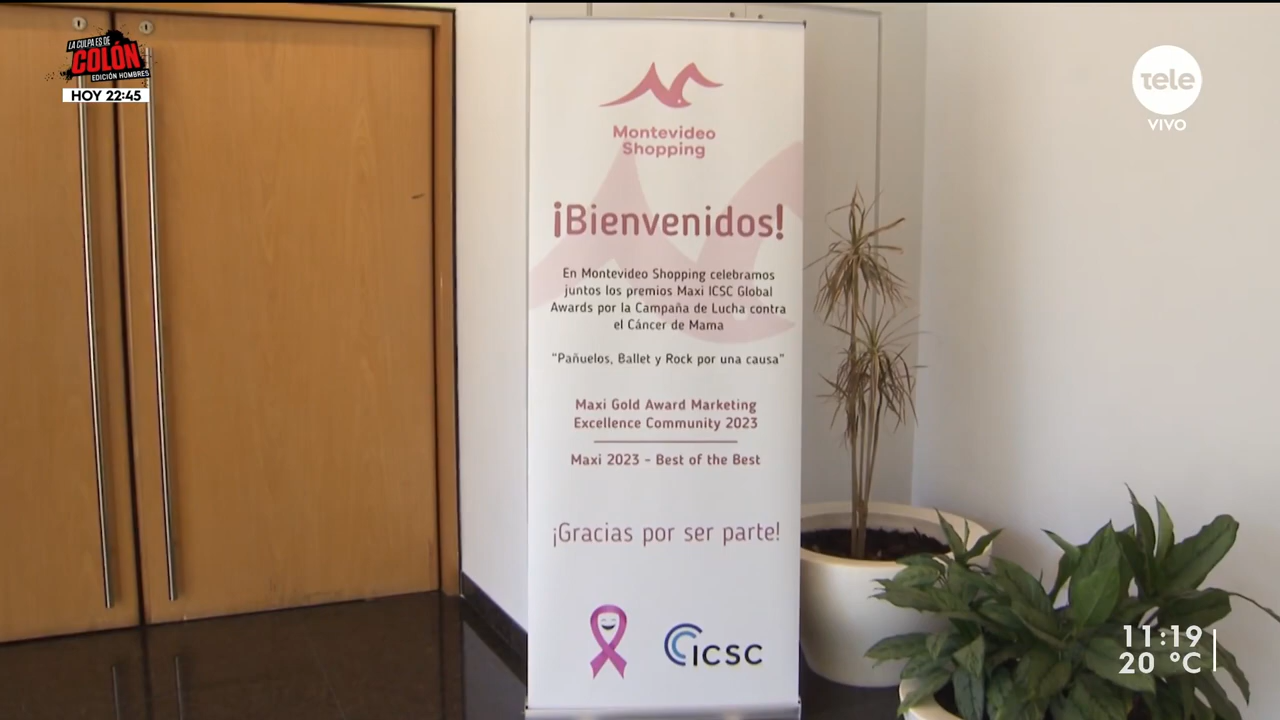 LA CULPA ES DE
COLÓN
EDICIÓN HOMBRES
HOY 22:45
tele
VIVO
Montevideo
Shopping
¡Bienvenidos!
En Montevideo Shopping celebramos
juntos los premios Maxi ICSC Global
Awards por la Campaña de Lucha contra
el Cáncer de Mama
"Pañuelos, Ballet y Rock por una causa"
Maxi Gold Award Marketing
Excellence Community 2023
Maxi 2023 - Best of the Best
¡Gracias por ser parte!
icsc
11:19
20 °C